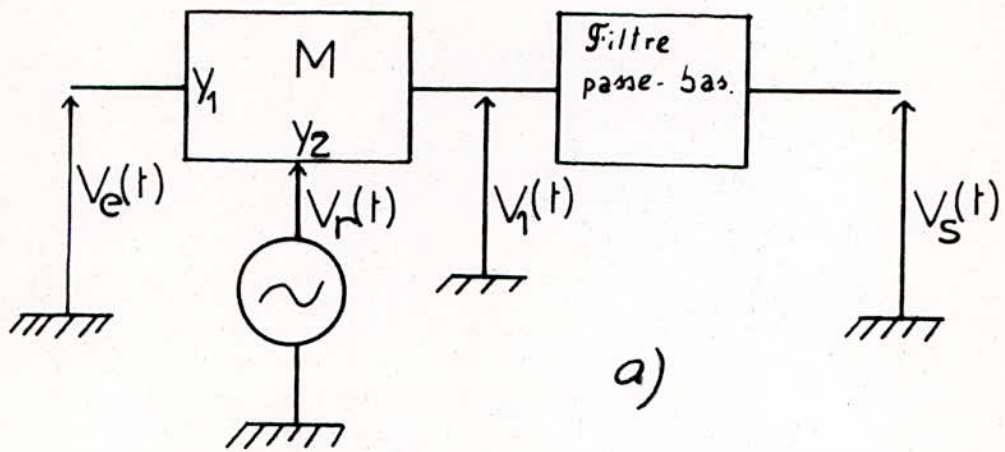 M
Y1
Y2
Filtre
passe-bas.
Ve(t)
Vr(t)
V1(t)
Vs(t)
a)